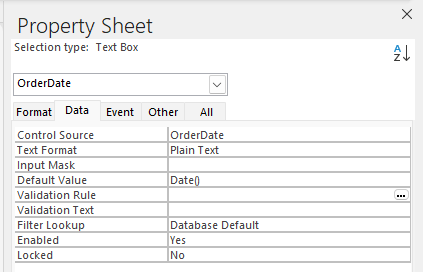 Property Sheet
Selection type: Text Box
A
Z
OrderDate
Format Data Event Other All
Control Source OrderDate
Text Format Plain Text
Input Mask
Default Value Date()
Validation Rule
Validation Text
Filter Lookup Database Default
Enabled Yes
Locked No